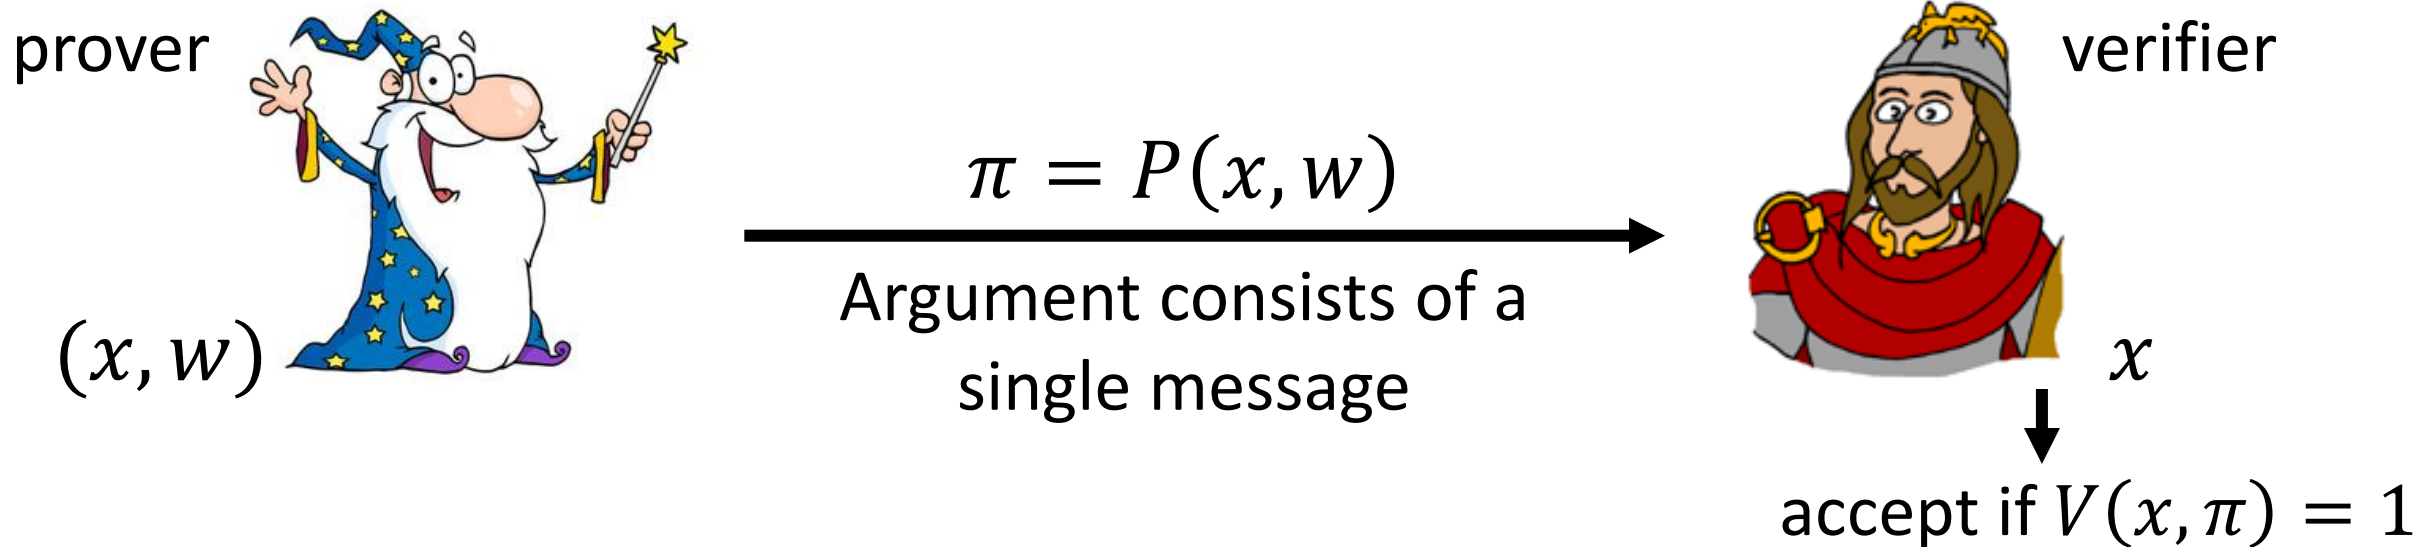 prover
verifier
π = P(x, w)
Argument consists of a
single message
(x, w)
x
accept if V(x, π) = 1